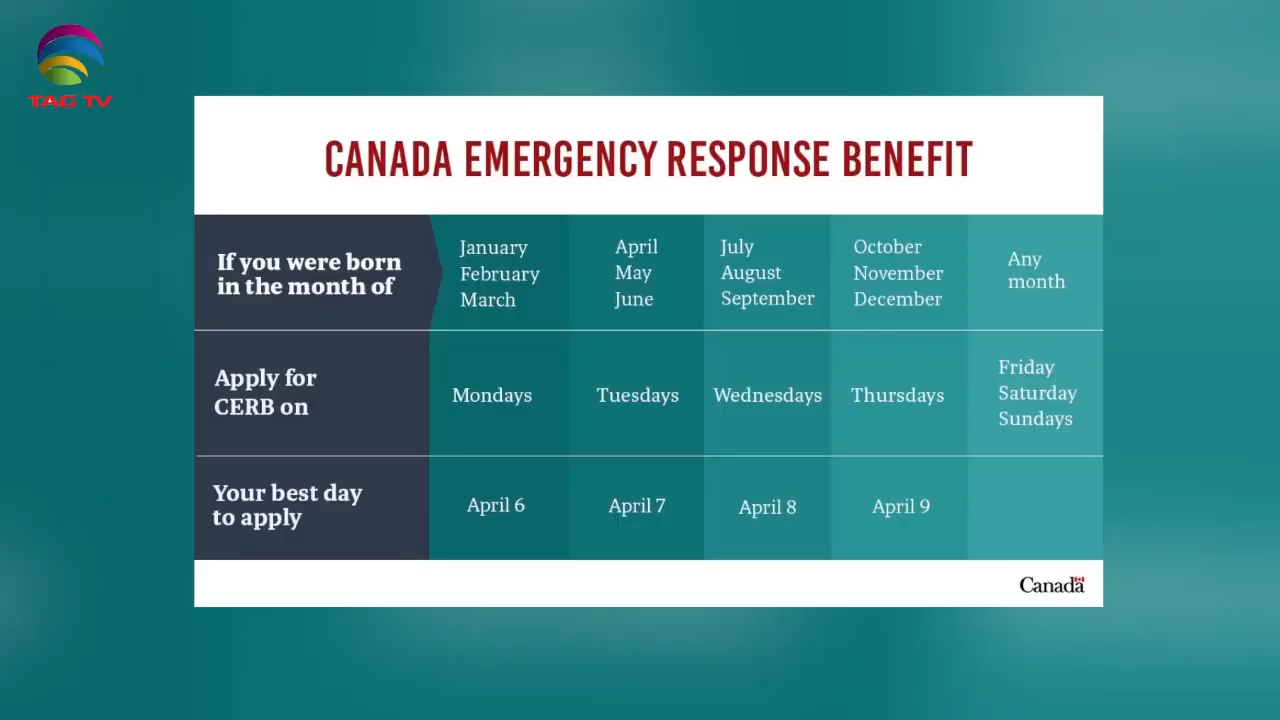 TAG TV
CANADA EMERGENCY RESPONSE BENEFIT
If you were born
in the month of
January
February
March
April
May
June
July
August
September
October
November
December
Any
month
Apply for
CERB on
Mondays
Tuesdays
Wednesdays
Thursdays
Friday
Saturday
Sundays
Your best day
to apply
April 6
April 7
April 8
April 9
Canada